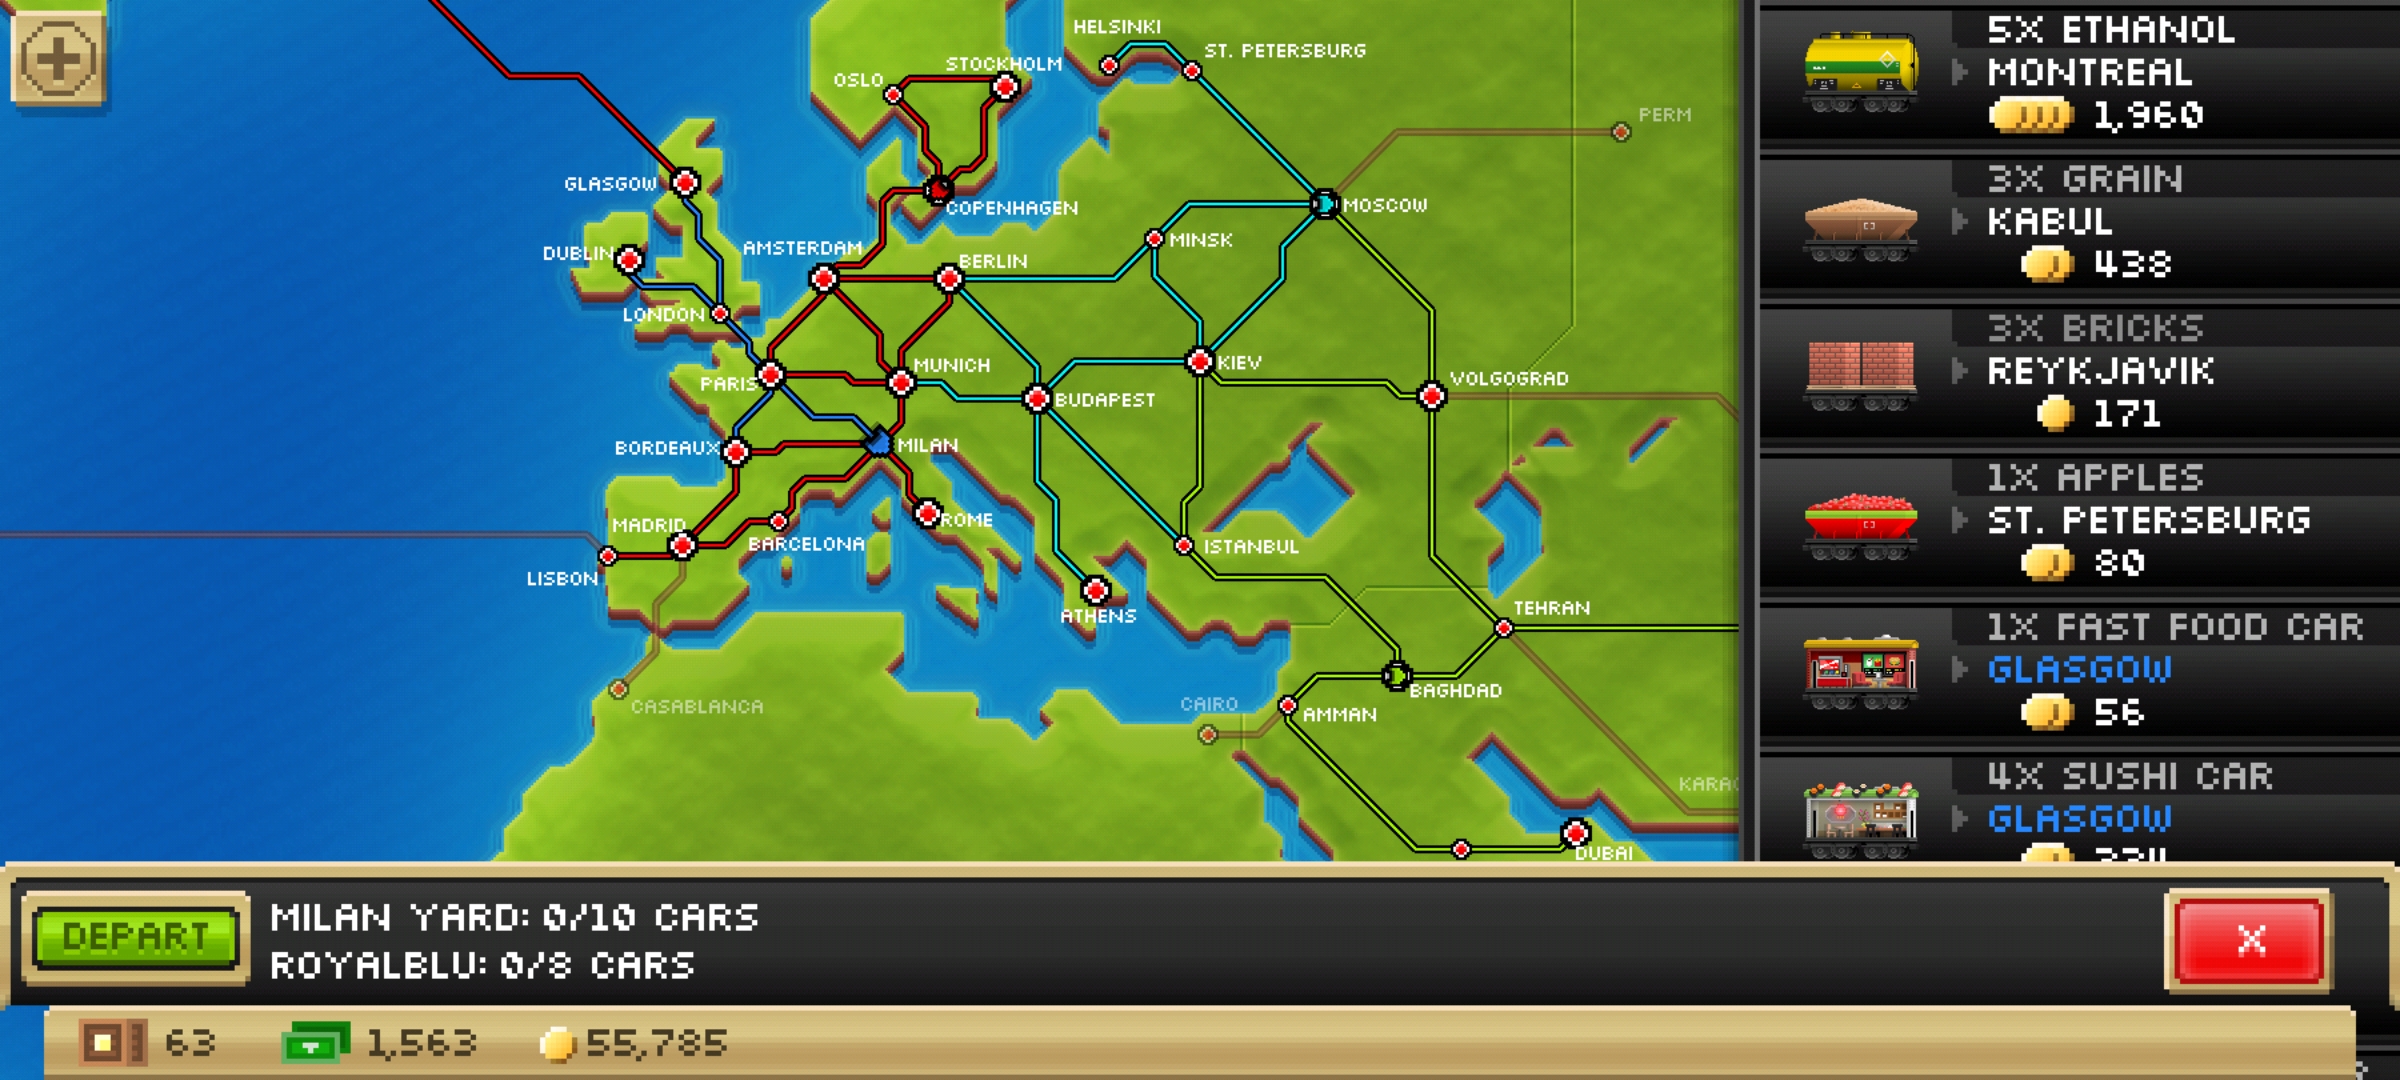 HELSINKI
ST. PETERSBURG
STOCKHOLM
OSLO
PERM
GLASGOW
COPENHAGEN
MOSCOW
DUBLIN
AMSTERDAM
BERLIN
MINSK
LONDON
PARIS
MUNICH
KIEV
VOLGOGRAD
BUDAPEST
BORDEAUX
MILAN
MADRID
ROME
BARCELONA
ISTANBUL
LISBON
ATHENS
TEHRAN
CASABLANCA
CAIRO
BAGHDAD
AMMAN
DUBAI
5X ETHANOL
MONTREAL
1,960
3X GRAIN
KABUL
438
3X BRICKS
REYKJAVIK
171
1X APPLES
ST. PETERSBURG
80
1X FAST FOOD CAR
GLASGOW
56
4X SUSHI CAR
GLASGOW
DEPART
MILAN YARD: 0/10 CARS
ROYALBLU: 0/8 CARS
X
63
1,563
55,785